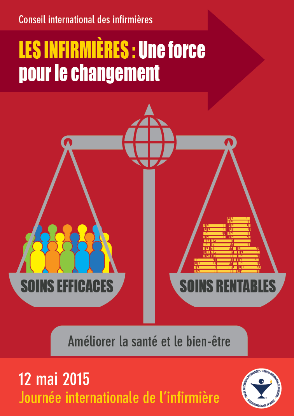 Conseil international des infirmières
LES INFIRMIÈRES : Une force
pour le changement
SOINS EFFICACES
SOINS RENTABLES
Améliorer la santé et le bien-être
12 mai 2015
Journée internationale de l'infirmière